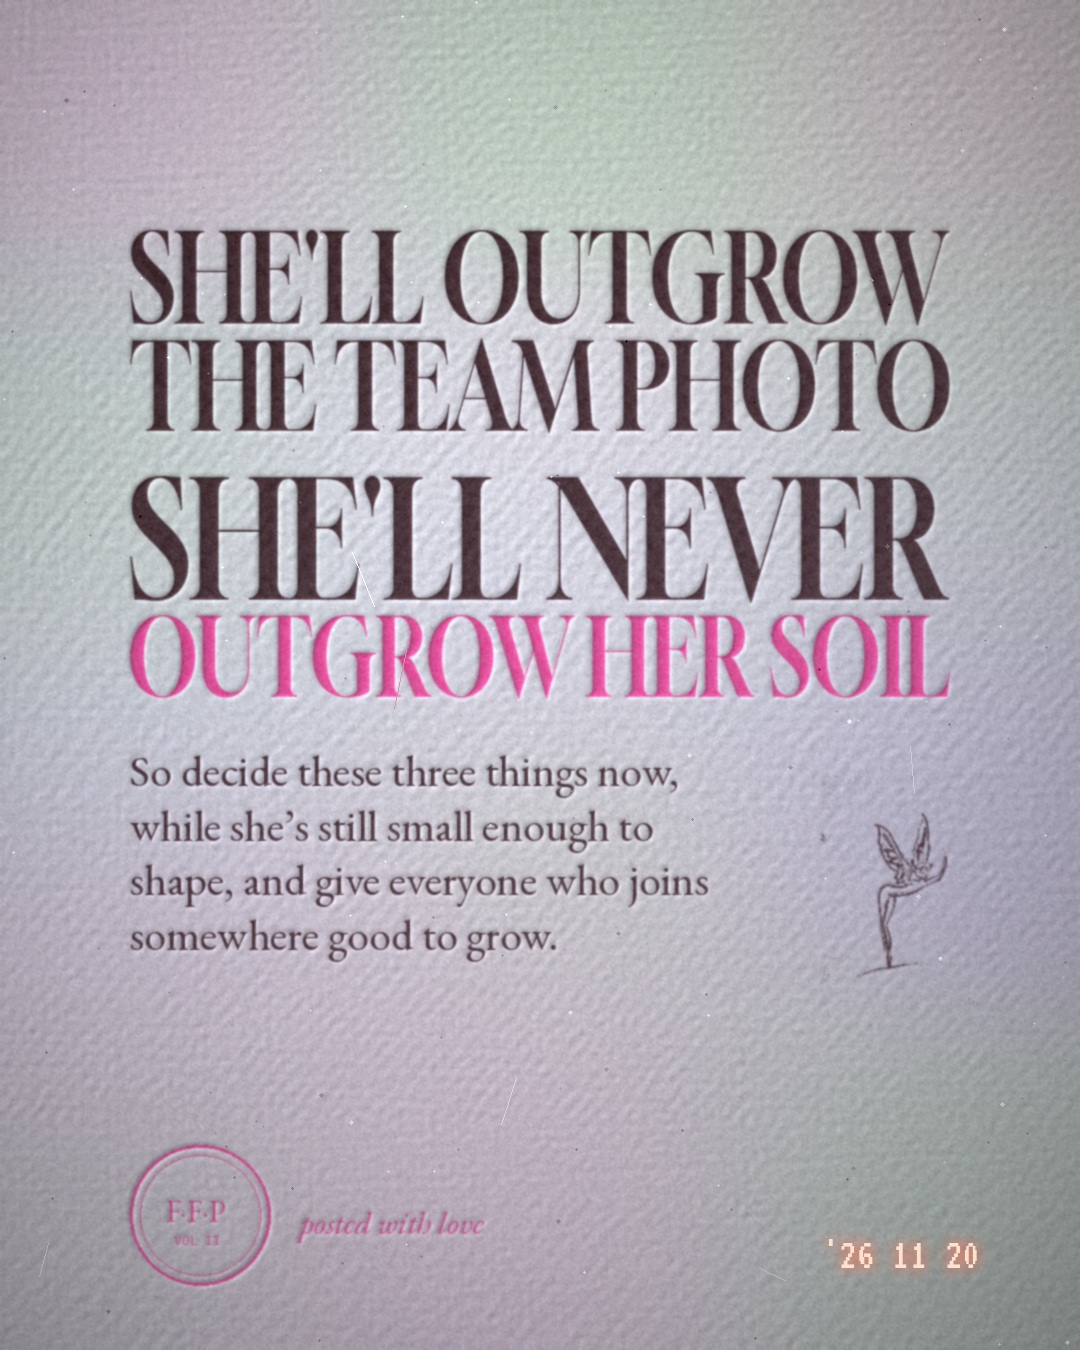 SHE'LL OUTGROW
THE TEAM PHOTO
SHE'LL NEVER
OUTGROW HER SOIL
So decide these three things now,
while she’s still small enough to
shape, and give everyone who joins
somewhere good to grow.
F·F·P
VOL II
posted with love
'26 11 20